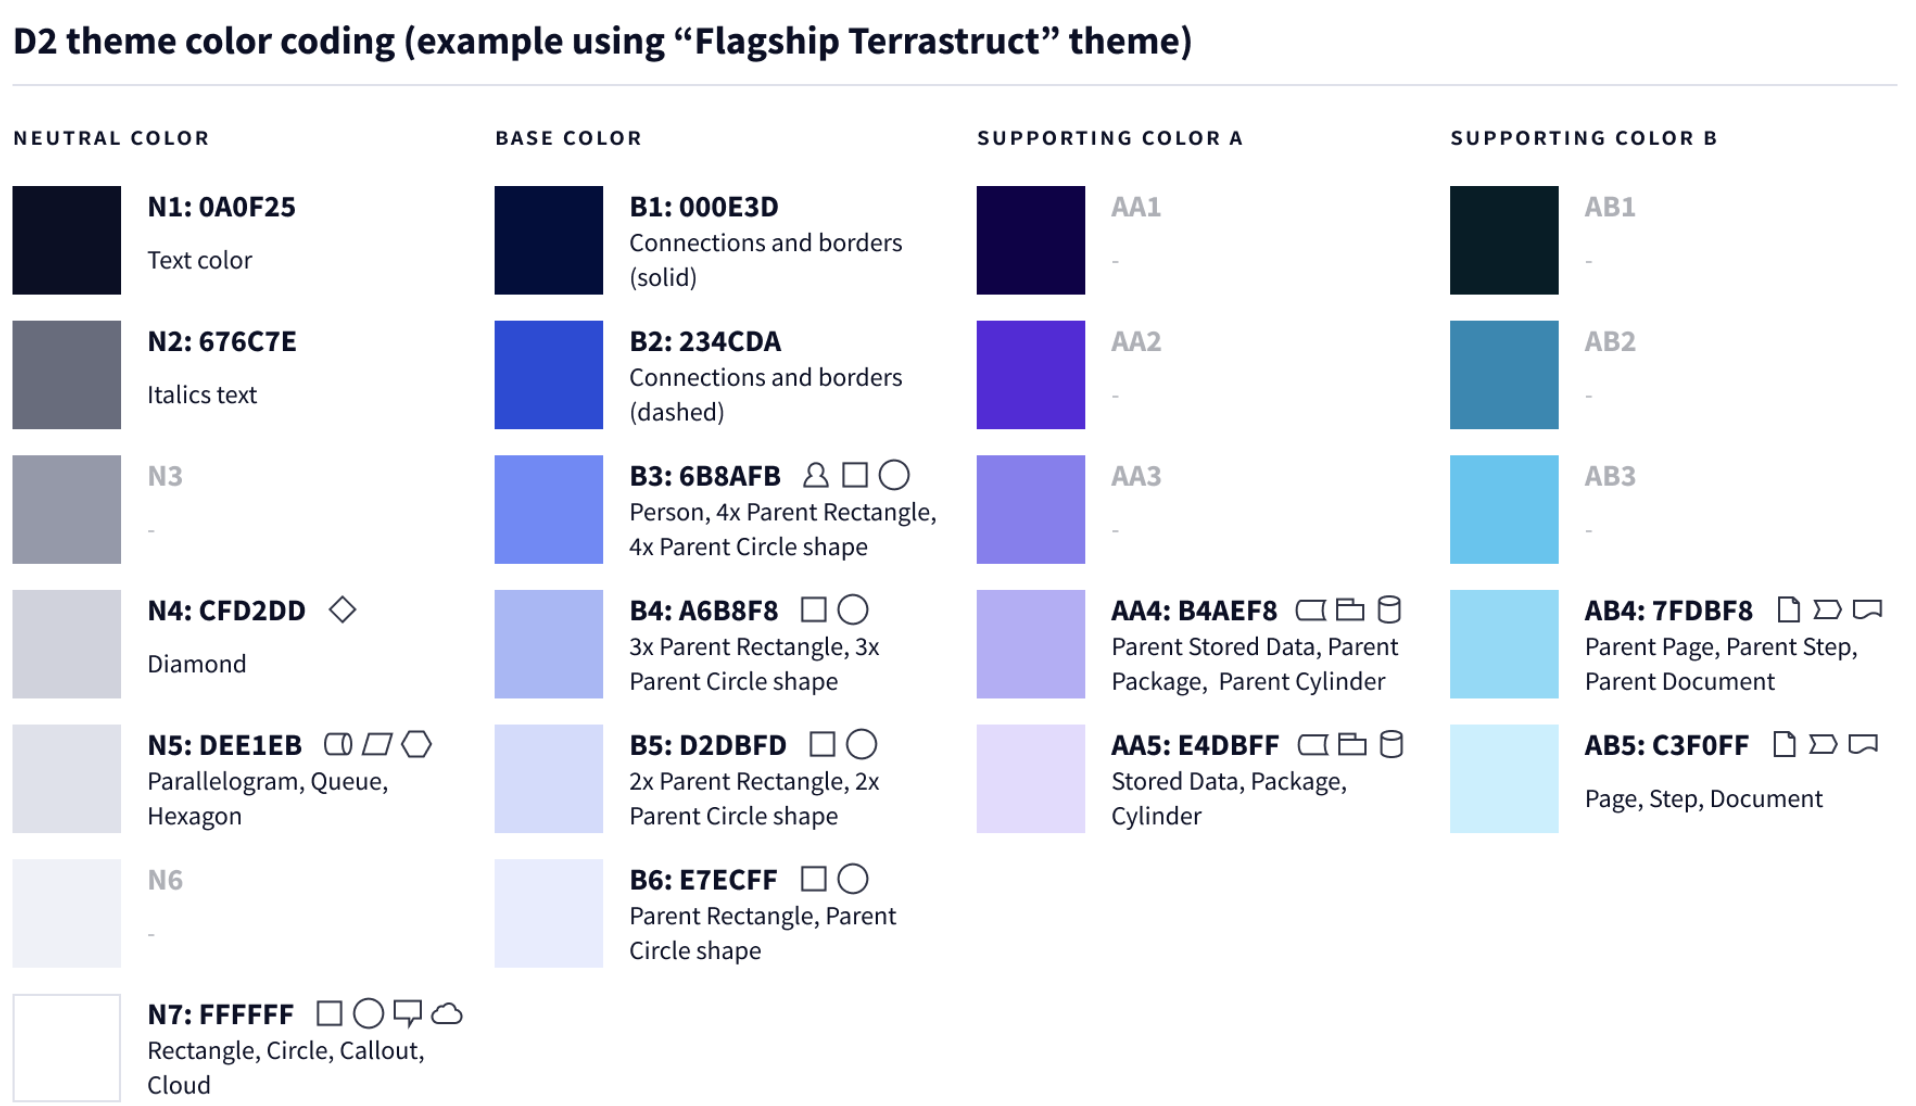 D2 theme color coding (example using “Flagship Terrastruct” theme)
NEUTRAL COLOR
N1: 0A0F25
Text color
N2: 676C7E
Italics text
N3
-
N4: CFD2DD
Diamond
N5: DEE1EB
Parallelogram, Queue,
Hexagon
N6
-
N7: FFFFFF
Rectangle, Circle, Callout,
Cloud
BASE COLOR
B1: 000E3D
Connections and borders
(solid)
B2: 234CDA
Connections and borders
(dashed)
B3: 6B8AFB
Person, 4x Parent Rectangle,
4x Parent Circle shape
B4: A6B8F8
3x Parent Rectangle, 3x
Parent Circle shape
B5: D2DBFD
2x Parent Rectangle, 2x
Parent Circle shape
B6: E7ECFF
Parent Rectangle, Parent
Circle shape
SUPPORTING COLOR A
AA1
-
AA2
-
AA3
-
AA4: B4AEF8
Parent Stored Data, Parent
Package,  Parent Cylinder
AA5: E4DBFF
Stored Data, Package,
Cylinder
SUPPORTING COLOR B
AB1
-
AB2
-
AB3
-
AB4: 7FDBF8
Parent Page, Parent Step,
Parent Document
AB5: C3F0FF
Page, Step, Document